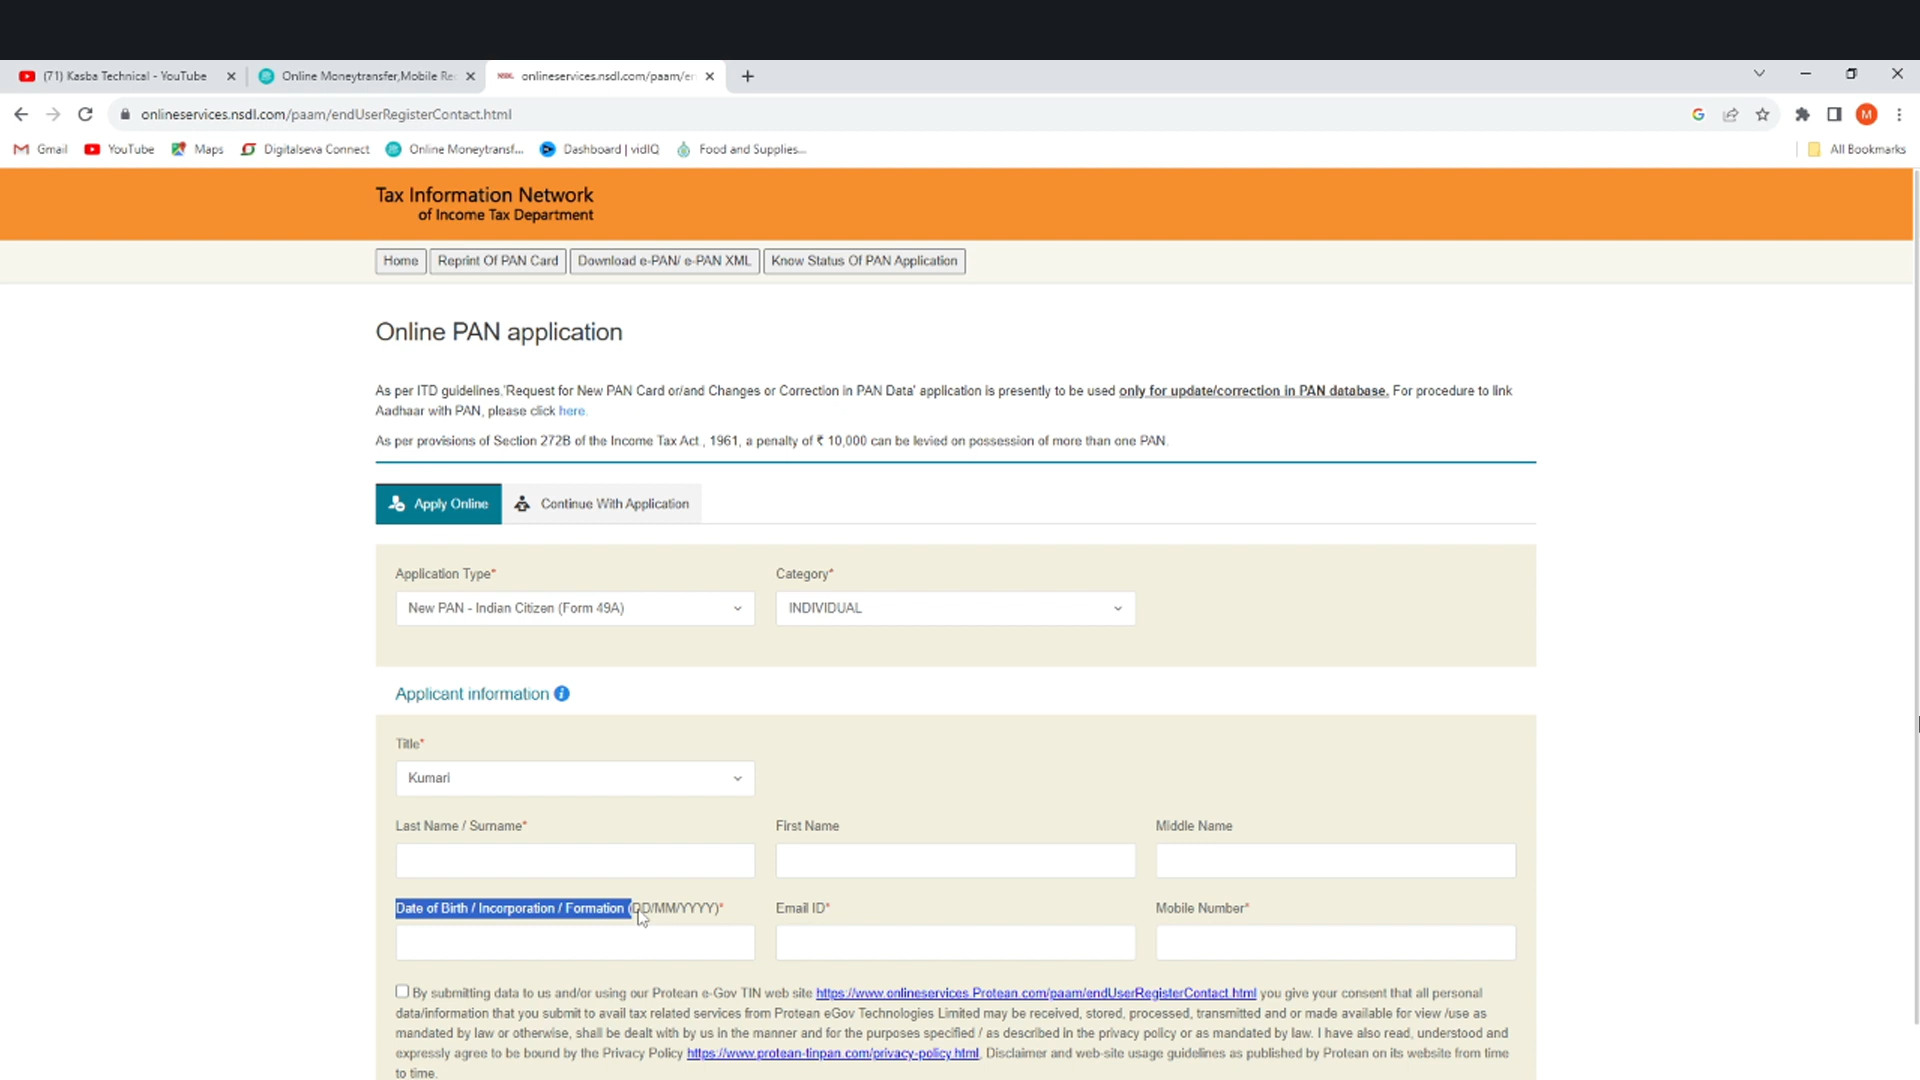 (71) Kasba Technical - YouTube
Online Moneytransfer,Mobile Re
NSDL onlineservices.nsdl.com/paam/en
onlineservices.nsdl.com/paam/endUserRegisterContact.html
G
M
Gmail
YouTube
Maps
Digitalseva Connect
Online Moneytransf...
Dashboard | vidIQ
Food and Supplies...
All Bookmarks
Tax Information Network
of Income Tax Department
Home
Reprint Of PAN Card
Download e-PAN/ e-PAN XML
Know Status Of PAN Application
Online PAN application
As per ITD guidelines,'Request for New PAN Card or/and Changes or Correction in PAN Data' application is presently to be used only for update/correction in PAN database. For procedure to link
Aadhaar with PAN, please click here.
As per provisions of Section 272B of the Income Tax Act , 1961, a penalty of ₹ 10,000 can be levied on possession of more than one PAN.
Apply Online
Continue With Application
Application Type*
Category*
New PAN - Indian Citizen (Form 49A)
INDIVIDUAL
Applicant information i
Title*
Kumari
Last Name / Surname*
First Name
Middle Name
Date of Birth / Incorporation / Formation (DD/MM/YYYY)*
Email ID*
Mobile Number*
By submitting data to us and/or using our Protean e-Gov TIN web site https://www.onlineservices.Protean.com/paam/endUserRegisterContact.html you give your consent that all personal
data/information that you submit to avail tax related services from Protean eGov Technologies Limited may be received, stored, processed, transmitted and or made available for view /use as
mandated by law or otherwise, shall be dealt with by us in the manner and for the purposes specified / as described in the privacy policy or as mandated by law. I have also read, understood and
expressly agree to be bound by the Privacy Policy https://www.protean-tinpan.com/privacy-policy.html, Disclaimer and web-site usage guidelines as published by Protean on its website from time
to time.